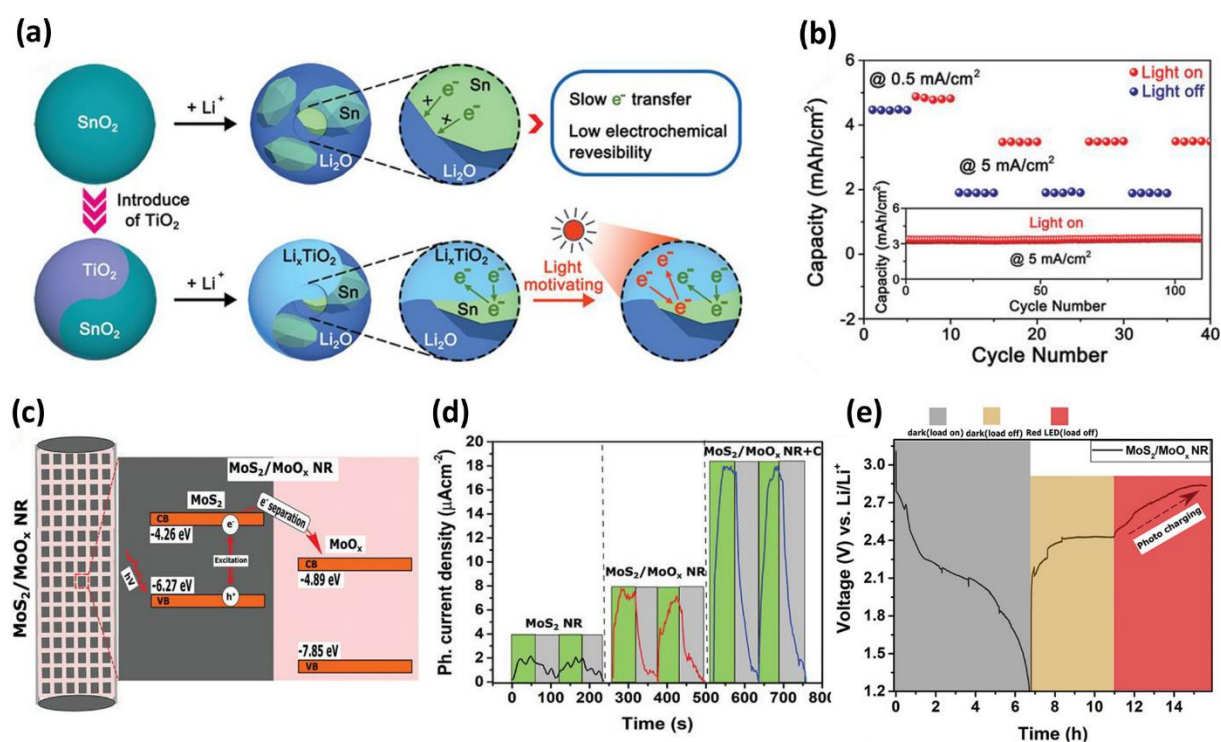 (a)
SnO₂
+ Li⁺
Sn
Li₂O
Sn
e⁻
e⁻
×
×
Li₂O
Slow e⁻ transfer
Low electrochemical
revesibility
Introduce
of TiO₂
TiO₂
SnO₂
+ Li⁺
LiₓTiO₂
Sn
Li₂O
LiₓTiO₂
e⁻
e⁻
e⁻
e⁻
Sn
Li₂O
Light
motivating
e⁻
e⁻
e⁻
e⁻
e⁻
e⁻
(b)
Capacity (mAh/cm²)
6
4
2
0
-2
@ 0.5 mA/cm²
Light on
Light off
@ 5 mA/cm²
Capacity (mAh/cm²)
6
3
0
Light on
@ 5 mA/cm²
0
50
100
Cycle Number
0
10
20
30
40
Cycle Number
(c)
MoS₂/MoOₓ NR
MoS₂/MoOₓ NR
MoS₂
CB
e⁻
-4.26 eV
e⁻ separation
MoOₓ
CB
-4.89 eV
hν
Excitation
-6.27 eV
VB
h⁺
-7.85 eV
VB
(d)
Ph. current density (µAcm⁻²)
20
18
16
14
12
10
8
6
4
2
0
MoS₂/MoOₓ NR+C
MoS₂/MoOₓ NR
MoS₂ NR
0
100
200
300
400
500
600
700
800
Time (s)
(e)
dark(load on)
dark(load off)
Red LED(load off)
MoS₂/MoOₓ NR
Voltage (V) vs. Li/Li⁺
3.0
2.7
2.4
2.1
1.8
1.5
1.2
Photo charging
0
2
4
6
8
10
12
14
Time (h)